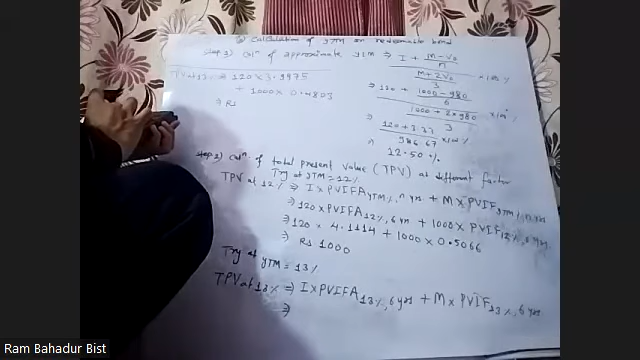 Calculation of YTM on redeemable bond
Step 1) Caln of approximate YTM ⇒ I + M - V0
n
M + 2V0
3
× 100 %
⇒ 120 + 1000 - 980
6
1000 + 2 x 980
3
× 100 %
⇒ 120 + 3.33
986.67 × 100 %
12.50 %
TPV at 13% ⇒ 120 X 3.9975
+ 1000 X 0.4803
⇒ RS
Step 2) Caln of total present value (TPV) at different factor
Try at YTM = 12%
TPV at 12% ⇒ I X PVIFA YTM%, n yrs + M X PVIF YTM%, n yrs
⇒ 120 x PVIFA 12%, 6 yrs + 1000 X PVIF 12%, 6 yrs
⇒ 120 x 4.1114 + 1000 x 0.5066
⇒ RS 1000
Try at YTM = 13%
TPV at 13% ⇒ I X PVIFA 13%, 6 yrs + M X PVIF 13%, 6 yrs
⇒
Ram Bahadur Bist